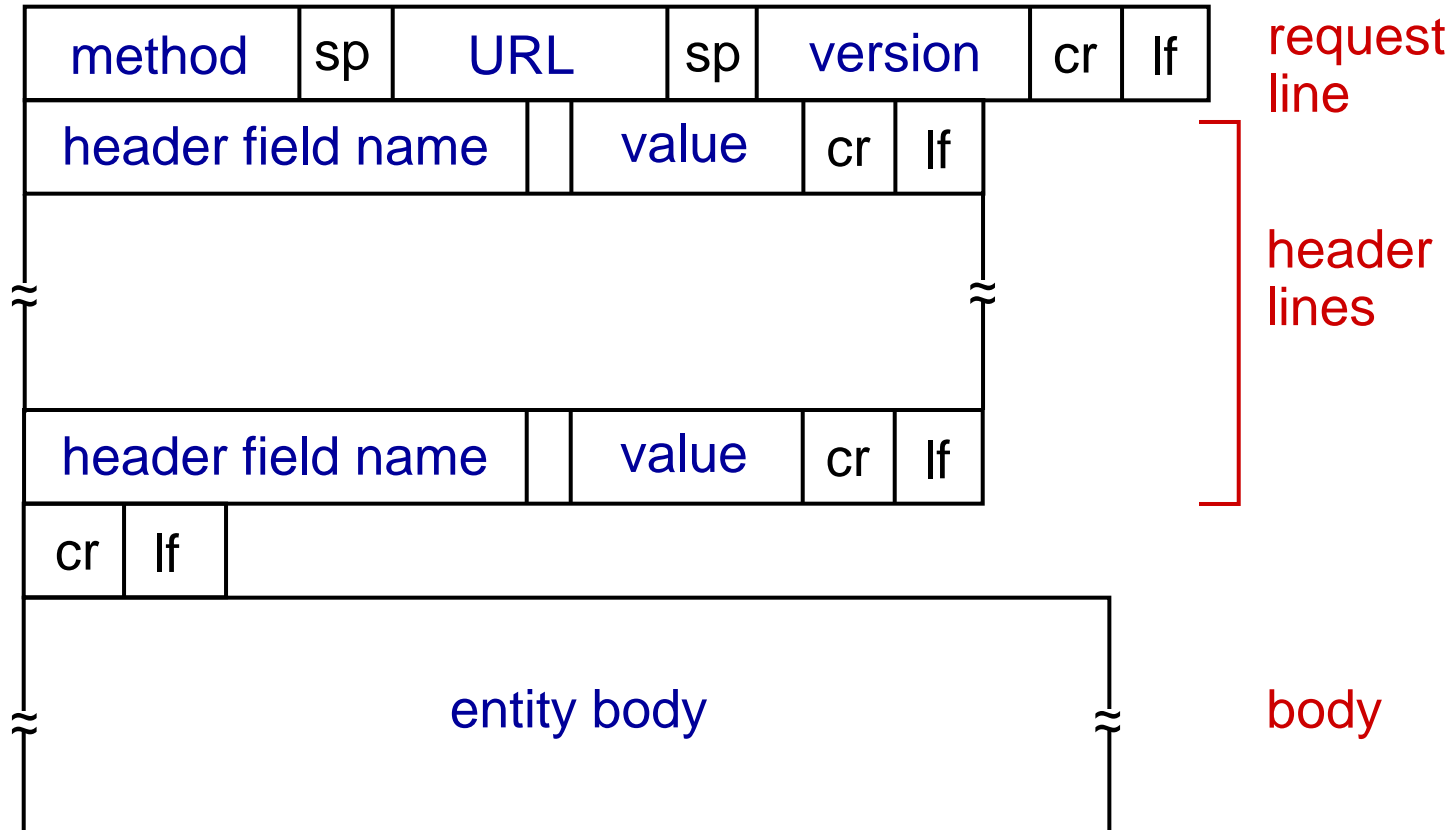 method sp URL sp version cr lf request
line
header field name value cr lf
header
lines
header field name value cr lf
cr lf
entity body body